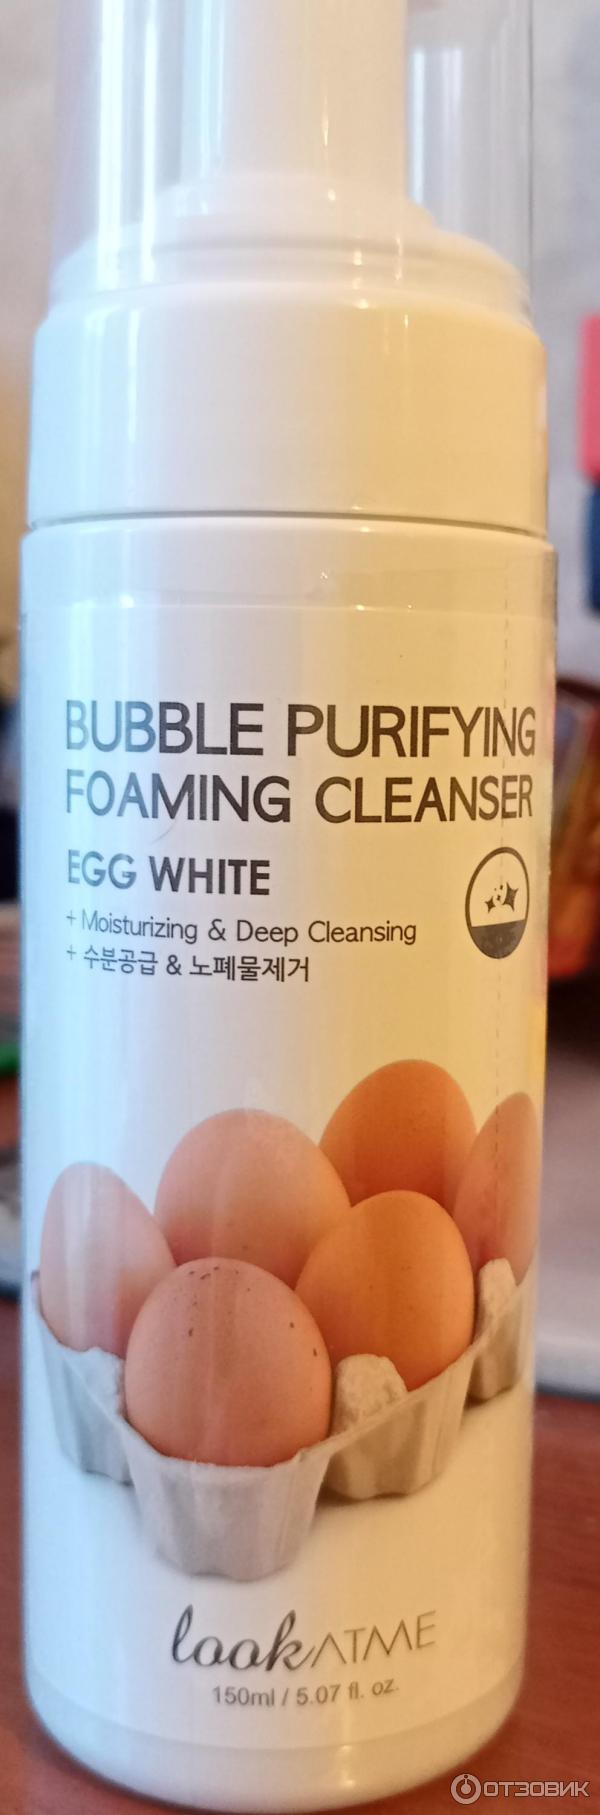 BUBBLE PURIFYING
FOAMING CLEANSER
EGG WHITE
+ Moisturizing & Deep Cleansing
+ 수분공급 & 노폐물제거
lookATME
150ml / 5.07 fl. oz.
ОТЗОВИК